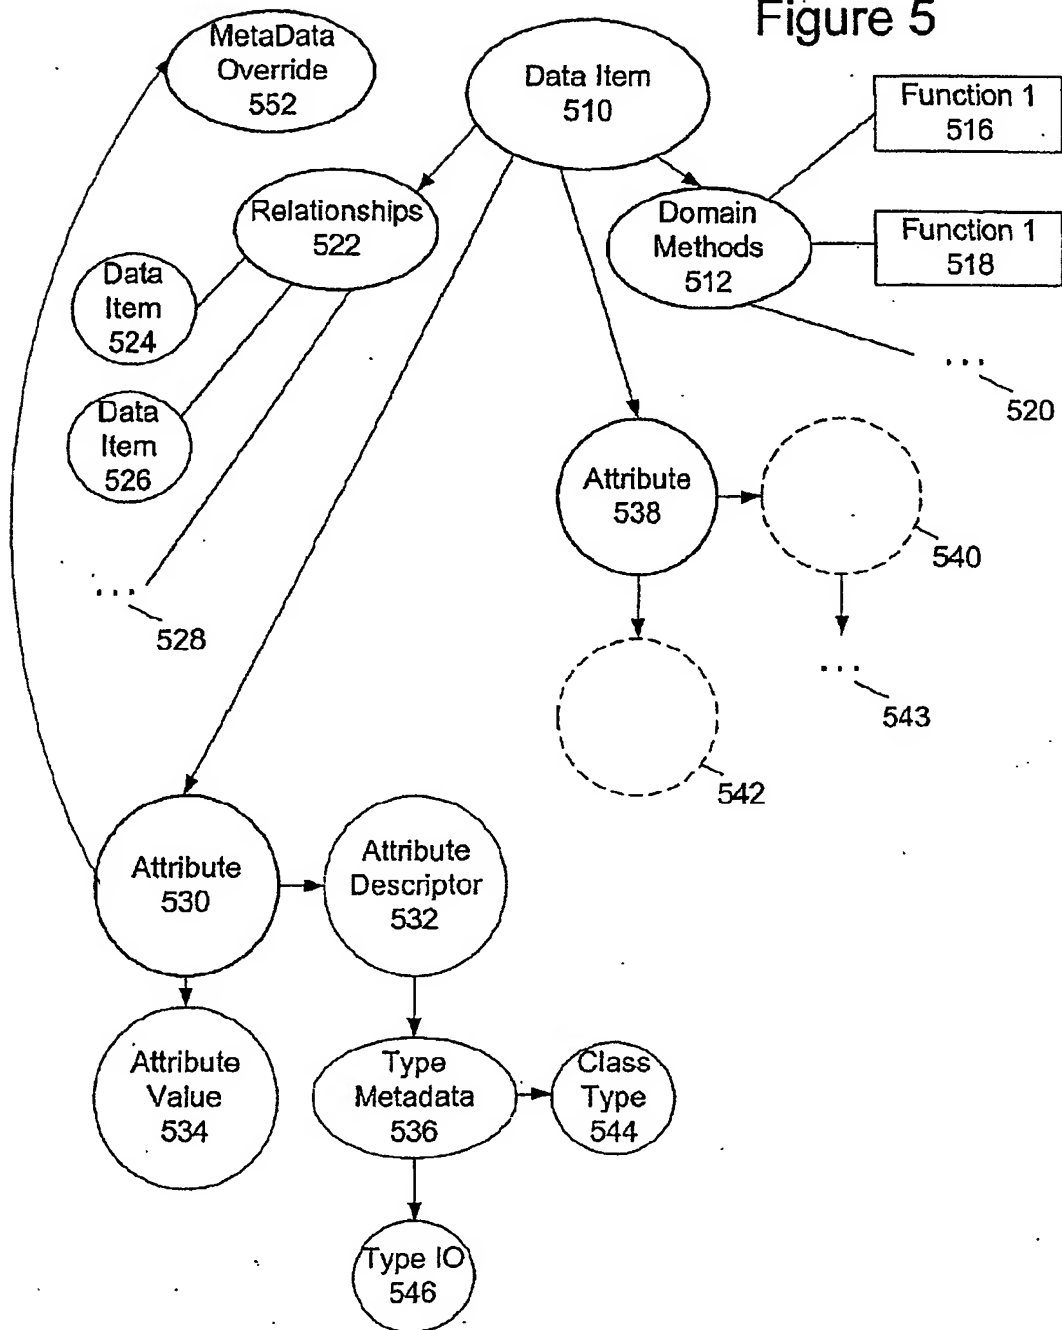 Figure 5
MetaData
Override
552
Data Item
510
Function 1
516
Relationships
522
Domain
Methods
512
Function 1
518
Data
Item
524
...
520
Data
Item
526
Attribute
538
540
...
528
...
543
542
Attribute
530
Attribute
Descriptor
532
Attribute
Value
534
Type
Metadata
536
Class
Type
544
Type IO
546